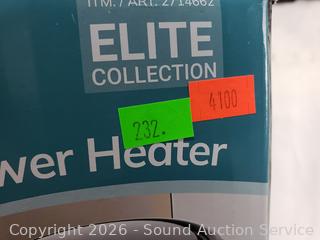 ITM. / ART. 2714662
ELITE
COLLECTION
4100
232.
wer Heater
Copyright 2026 - Sound Auction Service